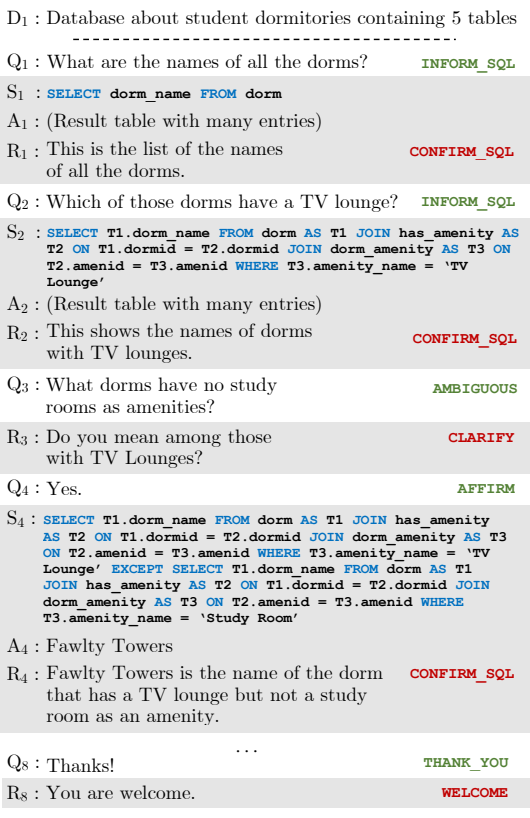 D₁ : Database about student dormitories containing 5 tables
Q₁ : What are the names of all the dorms? INFORM_SQL
S₁ : SELECT dorm_name FROM dorm
A₁ : (Result table with many entries)
R₁ : This is the list of the names CONFIRM_SQL
of all the dorms.
Q₂ : Which of those dorms have a TV lounge? INFORM_SQL
S₂ : SELECT T1.dorm_name FROM dorm AS T1 JOIN has_amenity AS
T2 ON T1.dormid = T2.dormid JOIN dorm_amenity AS T3 ON
T2.amenid = T3.amenid WHERE T3.amenity_name = ‘TV
Lounge’
A₂ : (Result table with many entries)
R₂ : This shows the names of dorms CONFIRM_SQL
with TV lounges.
Q₃ : What dorms have no study AMBIGUOUS
rooms as amenities?
R₃ : Do you mean among those CLARIFY
with TV Lounges?
Q₄ : Yes. AFFIRM
S₄ : SELECT T1.dorm_name FROM dorm AS T1 JOIN has_amenity
AS T2 ON T1.dormid = T2.dormid JOIN dorm_amenity AS T3
ON T2.amenid = T3.amenid WHERE T3.amenity_name = ‘TV
Lounge’ EXCEPT SELECT T1.dorm_name FROM dorm AS T1
JOIN has_amenity AS T2 ON T1.dormid = T2.dormid JOIN
dorm_amenity AS T3 ON T2.amenid = T3.amenid WHERE
T3.amenity_name = ‘Study Room’
A₄ : Fawlty Towers
R₄ : Fawlty Towers is the name of the dorm CONFIRM_SQL
that has a TV lounge but not a study
room as an amenity.
...
Q₈ : Thanks! THANK_YOU
R₈ : You are welcome. WELCOME